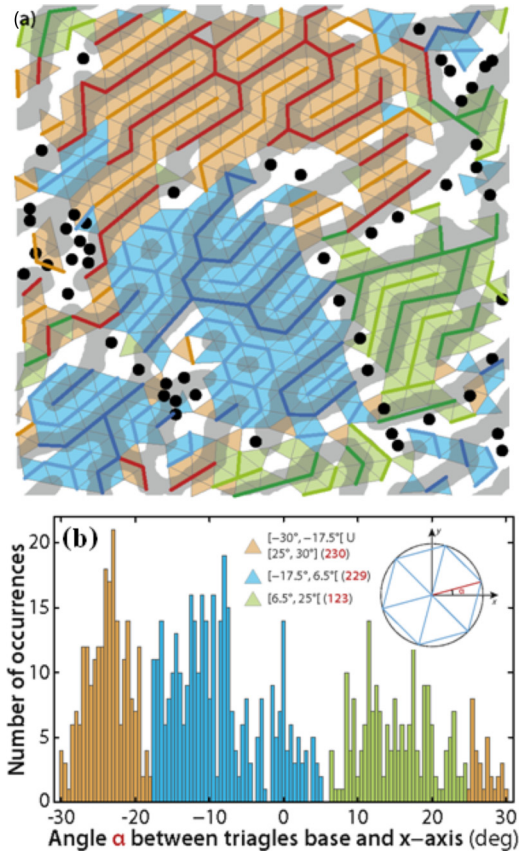 (a)
(b)
[−30°, −17.5°[ U
[25°, 30°] (230)
[−17.5°, 6.5°[ (229)
[6.5°, 25°[ (123)
y
x
α
Number of occurrences
20
15
10
5
0
-30
-20
-10
0
10
20
30
Angle α between triagles base and x−axis (deg)